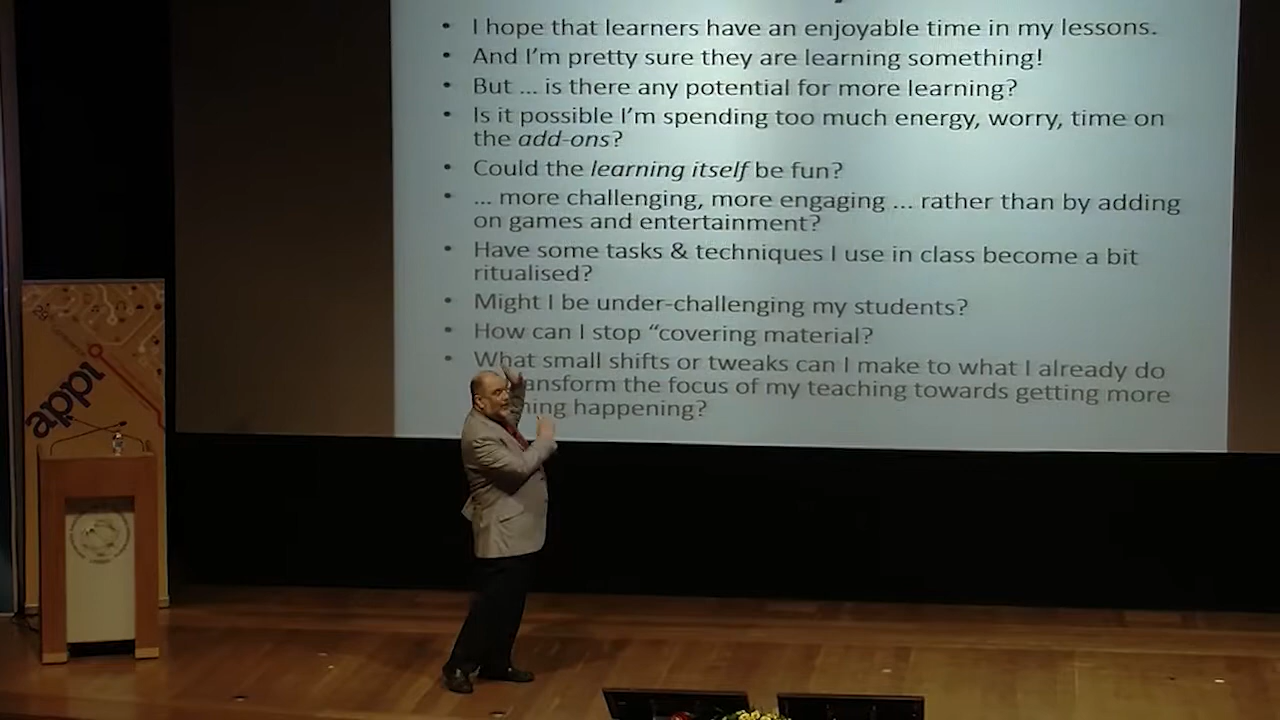 • I hope that learners have an enjoyable time in my lessons.
• And I'm pretty sure they are learning something!
• But ... is there any potential for more learning?
• Is it possible I'm spending too much energy, worry, time on
the add-ons?
• Could the learning itself be fun?
• ... more challenging, more engaging ... rather than by adding
on games and entertainment?
• Have some tasks & techniques I use in class become a bit
ritualised?
• Might I be under-challenging my students?
• How can I stop “covering material?
• What small shifts or tweaks can I make to what I already do
ansform the focus of my teaching towards getting more
ning happening?
appi